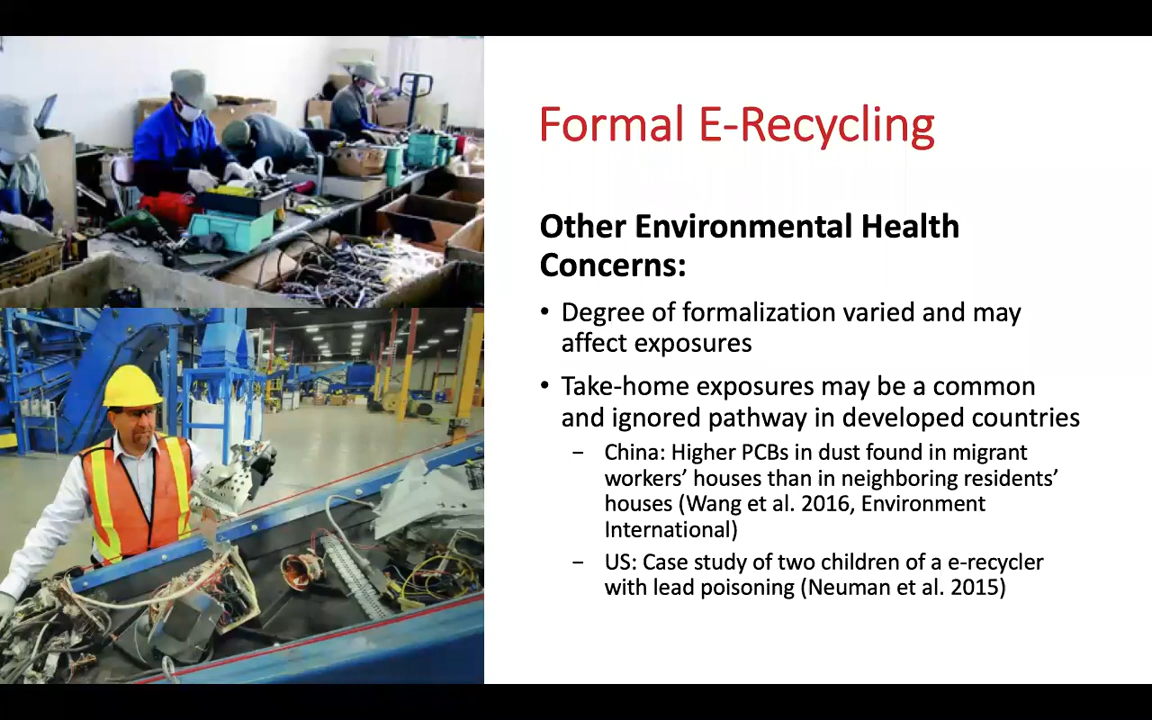 Formal E-Recycling
Other Environmental Health
Concerns:
• Degree of formalization varied and may
affect exposures
• Take-home exposures may be a common
and ignored pathway in developed countries
– China: Higher PCBs in dust found in migrant
workers’ houses than in neighboring residents’
houses (Wang et al. 2016, Environment
International)
– US: Case study of two children of a e-recycler
with lead poisoning (Neuman et al. 2015)